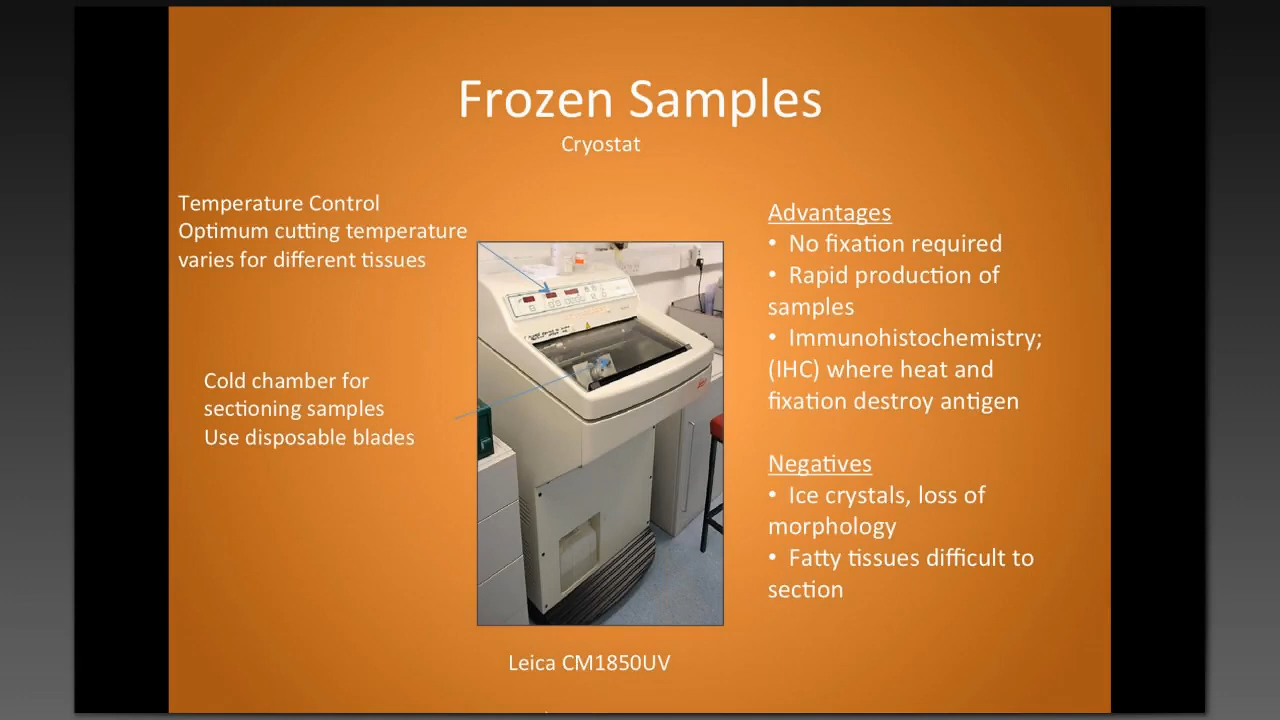 Frozen Samples
Cryostat
Temperature Control
Optimum cutting temperature
varies for different tissues
Cold chamber for
sectioning samples
Use disposable blades
Advantages
• No fixation required
• Rapid production of
samples
• Immunohistochemistry;
(IHC) where heat and
fixation destroy antigen
Negatives
• Ice crystals, loss of
morphology
• Fatty tissues difficult to
section
Leica CM1850UV